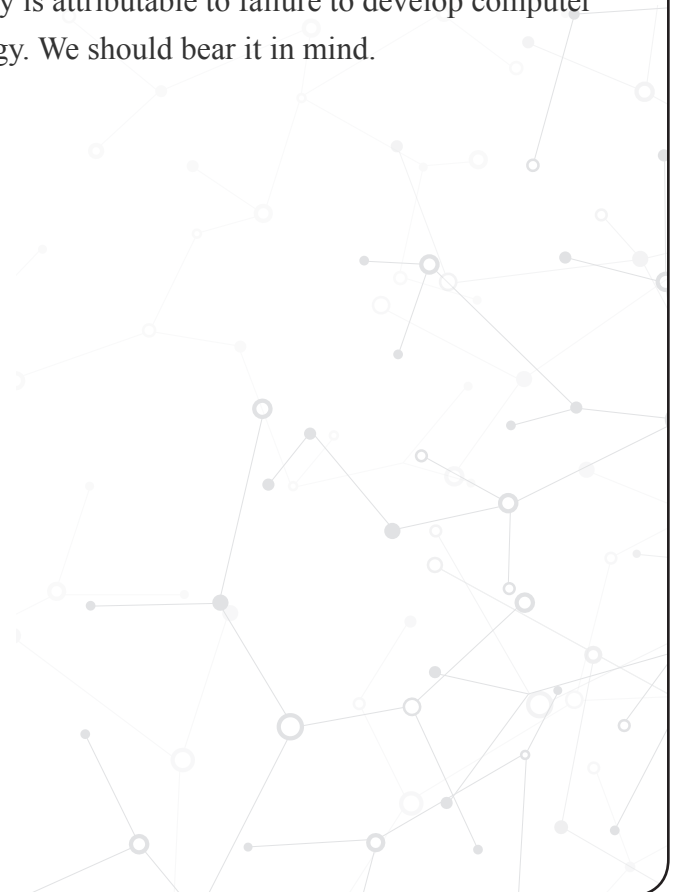 y is attributable to failure to develop computer
gy. We should bear it in mind.